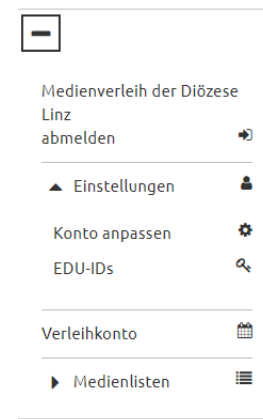 Medienverleih der Diözese
Linz
abmelden
Einstellungen
Konto anpassen
EDU-IDs
Verleihkonto
Medienlisten